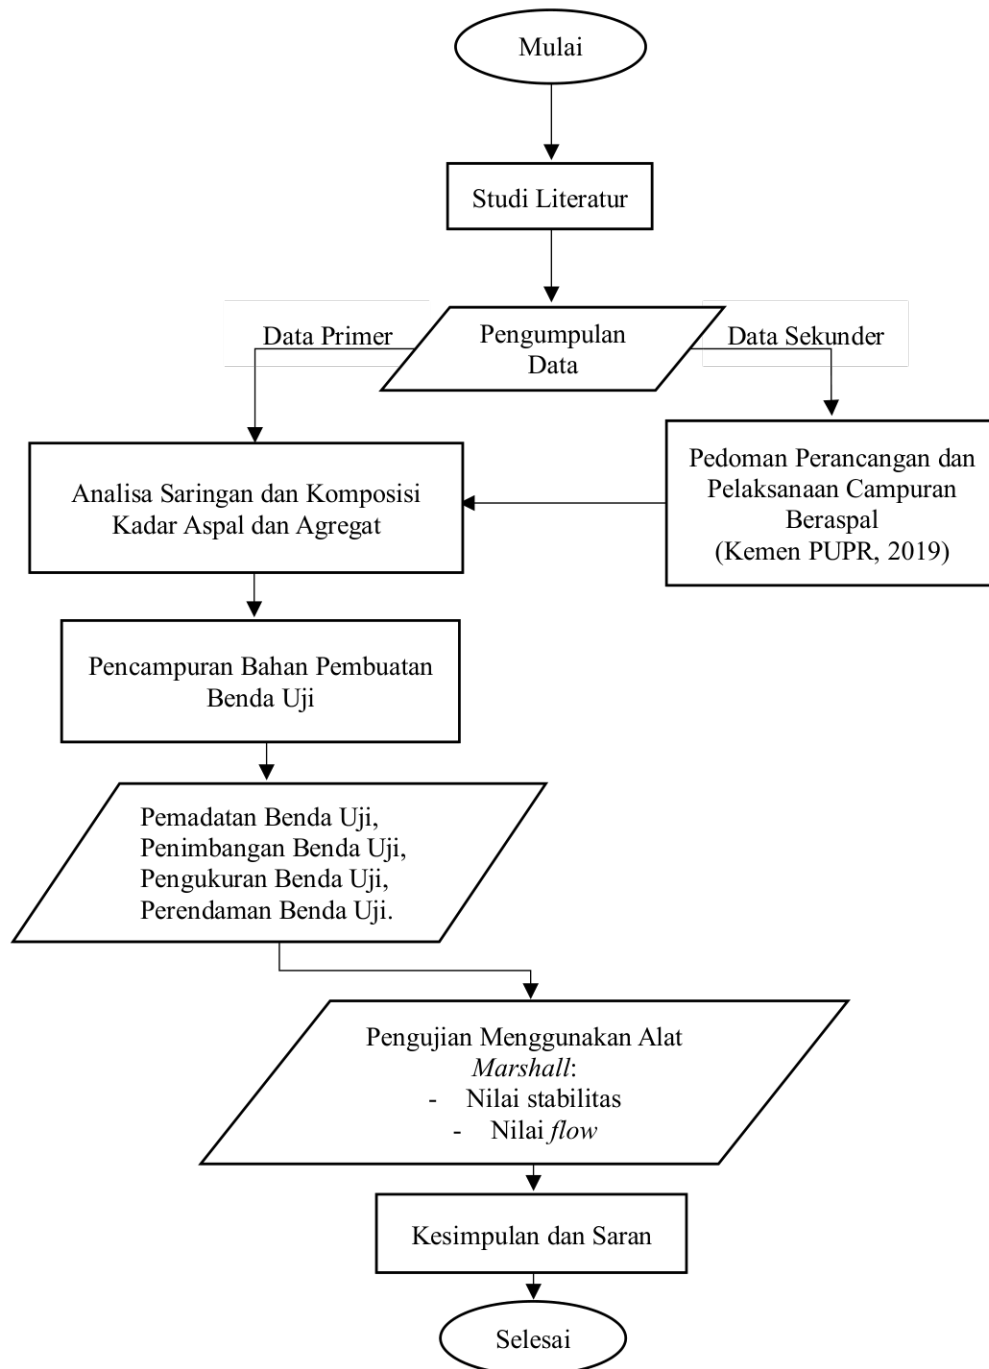 Mulai
Studi Literatur
Data Primer
Pengumpulan
Data
Data Sekunder
Analisa Saringan dan Komposisi
Kadar Aspal dan Agregat
Pedoman Perancangan dan
Pelaksanaan Campuran
Beraspal
(Kemen PUPR, 2019)
Pencampuran Bahan Pembuatan
Benda Uji
Pemadatan Benda Uji,
Penimbangan Benda Uji,
Pengukuran Benda Uji,
Perendaman Benda Uji.
Pengujian Menggunakan Alat
Marshall:
- Nilai stabilitas
- Nilai flow
Kesimpulan dan Saran
Selesai